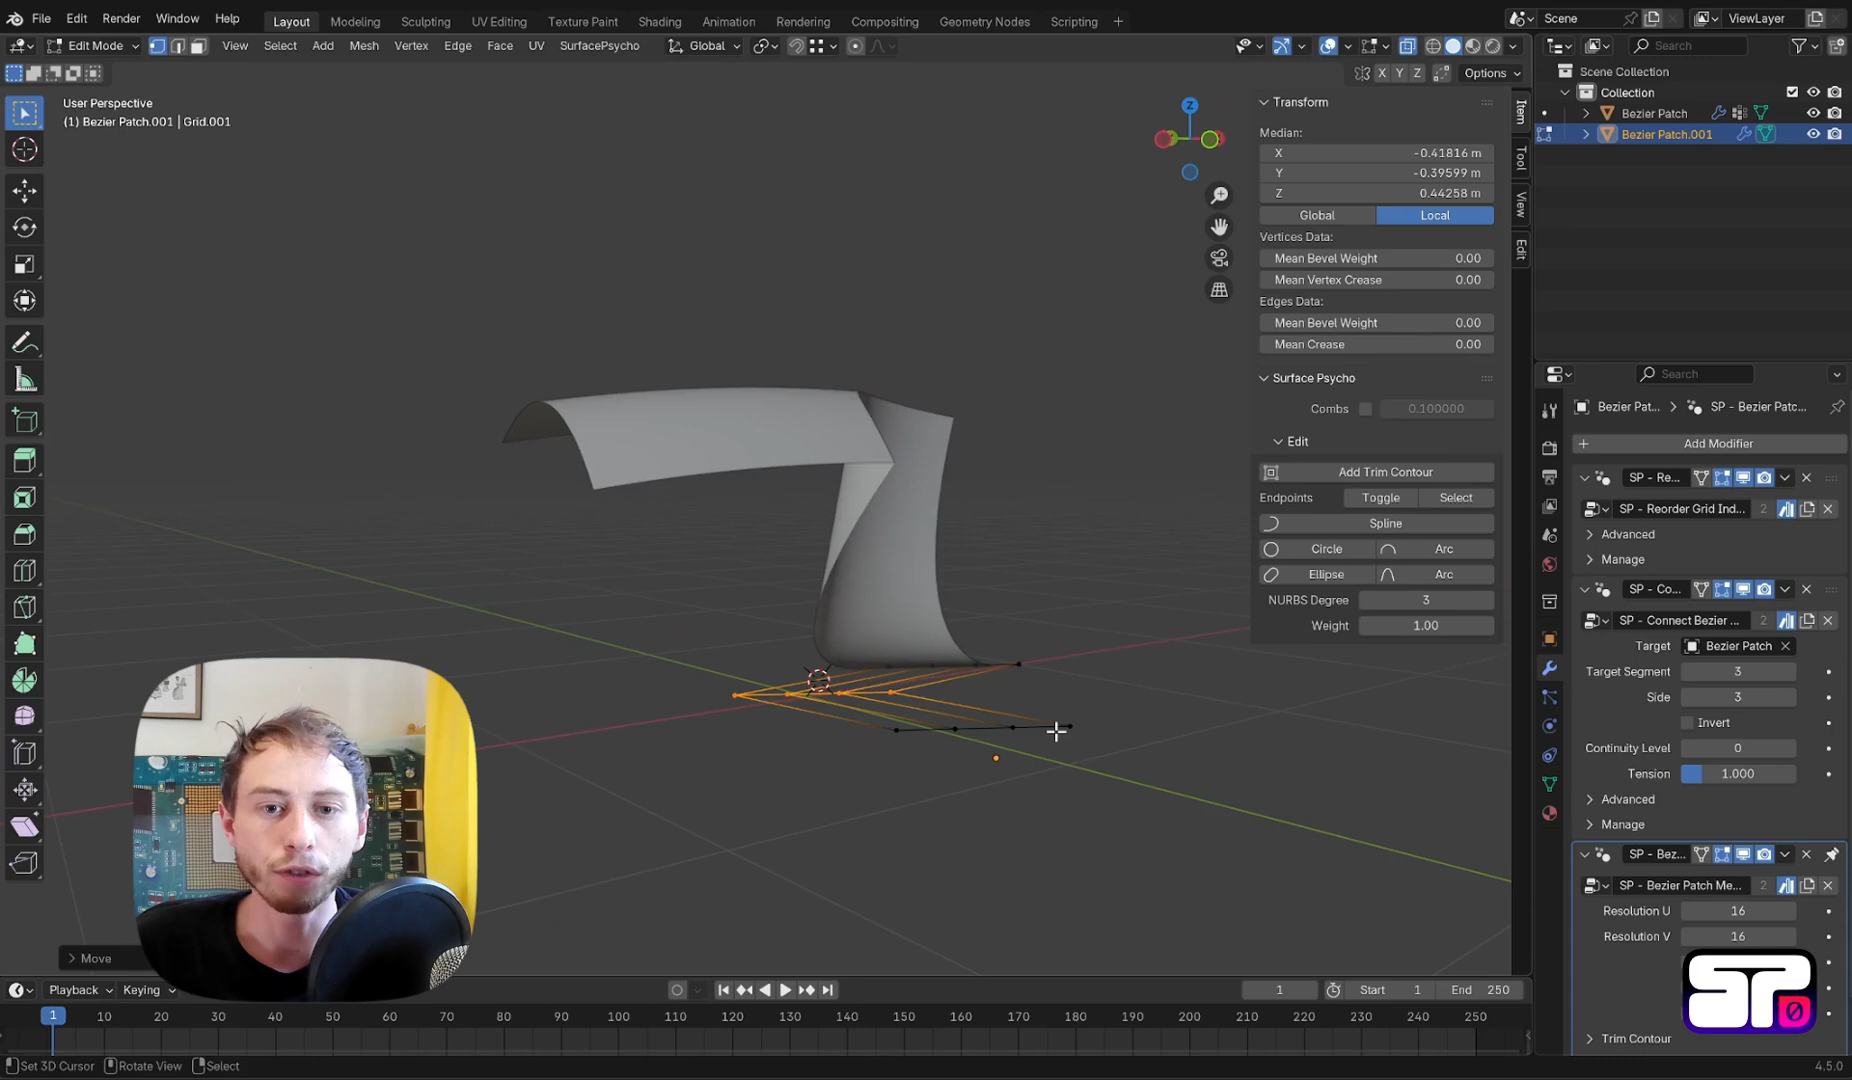 File Edit Render Window Help Layout Modeling Sculpting UV Editing Texture Paint Shading Animation Rendering Compositing Geometry Nodes Scripting + Scene ViewLayer
Edit Mode View Select Add Mesh Vertex Edge Face UV SurfacePsycho Global Search
X Y Z Options
Scene Collection
Collection
Bezier Patch
Bezier Patch.001
User Perspective
(1) Bezier Patch.001 | Grid.001
Z
Transform
Median:
X -0.41816 m
Y -0.39599 m
Z 0.44258 m
Global Local
Vertices Data:
Mean Bevel Weight 0.00
Mean Vertex Crease 0.00
Edges Data:
Mean Bevel Weight 0.00
Mean Crease 0.00
Surface Psycho
Combs 0.100000
Edit
Add Trim Contour
Endpoints Toggle Select
Spline
Circle Arc
Ellipse Arc
NURBS Degree 3
Weight 1.00
Item
Tool
View
Edit
Search
Bezier Pat... SP - Bezier Patc...
Add Modifier
SP - Re...
SP - Reorder Grid Ind... 2
Advanced
Manage
SP - Co...
SP - Connect Bezier ... 2
Target Bezier Patch
Target Segment 3
Side 3
Invert
Continuity Level 0
Tension 1.000
Advanced
Manage
SP - Bez...
SP - Bezier Patch Me... 2
Resolution U 16
Resolution V 16
SP0
Trim Contour
Move
Playback Keying 1 Start 1 End 250
1 10 20 30 40 50 60 70 80 90 100 110 120 130 140 150 160 170 180 190 200 210 220 230 240 250
Set 3D Cursor Rotate View Select 4.5.0